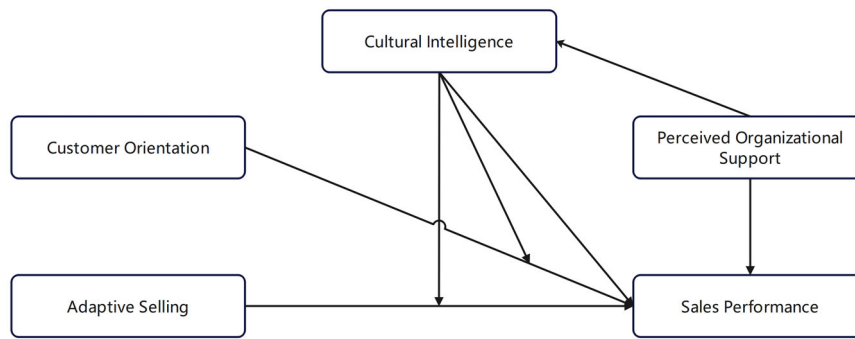 Cultural Intelligence
Customer Orientation
Perceived Organizational
Support
Adaptive Selling
Sales Performance